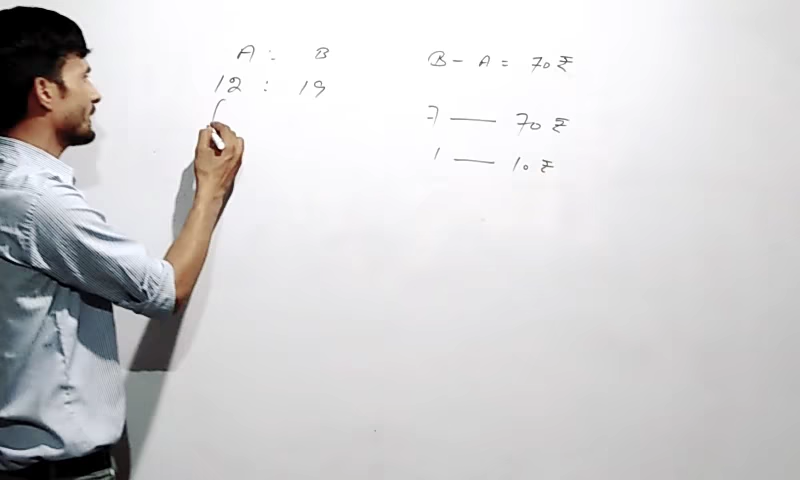 A : B
12 : 19
B - A = 70 ₹
7 — 70 ₹
1 — 10 ₹